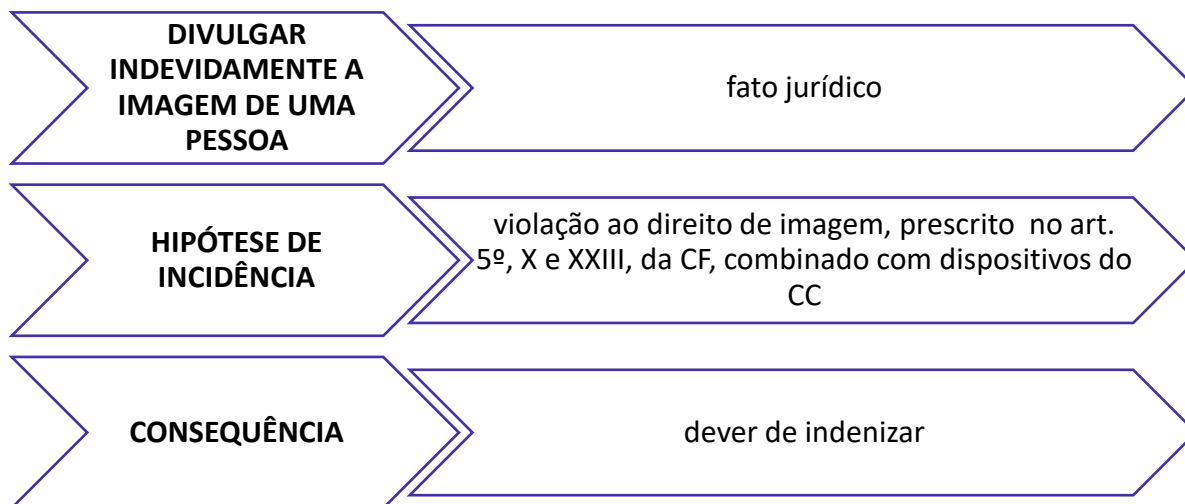 DIVULGAR
INDEVIDAMENTE A
IMAGEM DE UMA
PESSOA
fato jurídico
HIPÓTESE DE
INCIDÊNCIA
violação ao direito de imagem, prescrito no art.
5º, X e XXIII, da CF, combinado com dispositivos do
CC
CONSEQUÊNCIA
dever de indenizar